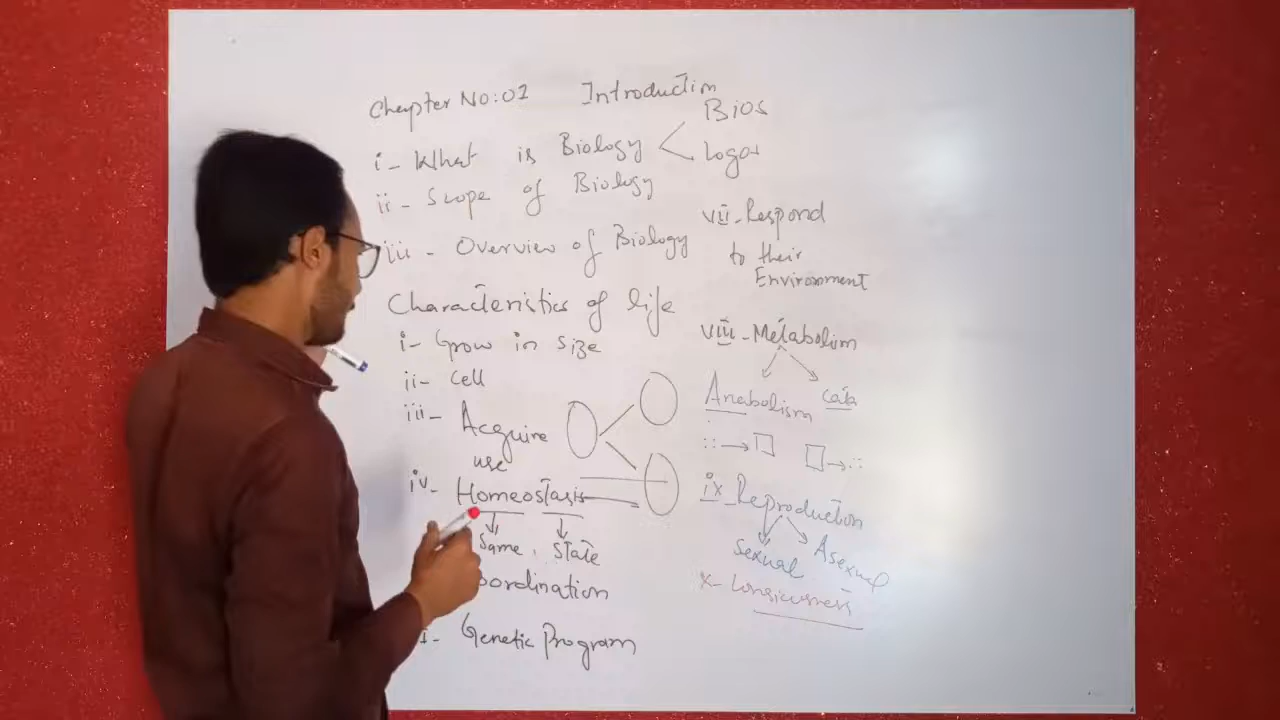 Chapter No:01 Introduction
i- What is Biology < Bios
Logos
ii- Scope of Biology
iii- Overview of Biology
Characteristics of life
i- Grow in size
ii- Cell
iii- Acquire
use
iv- Homeostasis
Same, State
oordination
i- Genetic Program
vii- Respond
to their
Environment
viii- Metabolism
Anabolism Cata
ix- Reproduction
Sexual Asexual
x- Consiousness